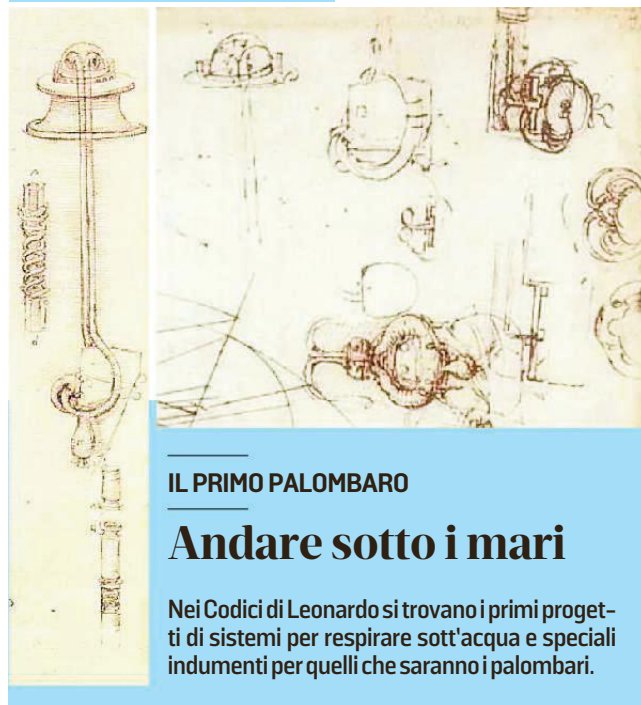 IL PRIMO PALOMBARO
Andare sotto i mari
Nei Codici di Leonardo si trovano i primi proget-
ti di sistemi per respirare sott'acqua e speciali
indumenti per quelli che saranno i palombari.